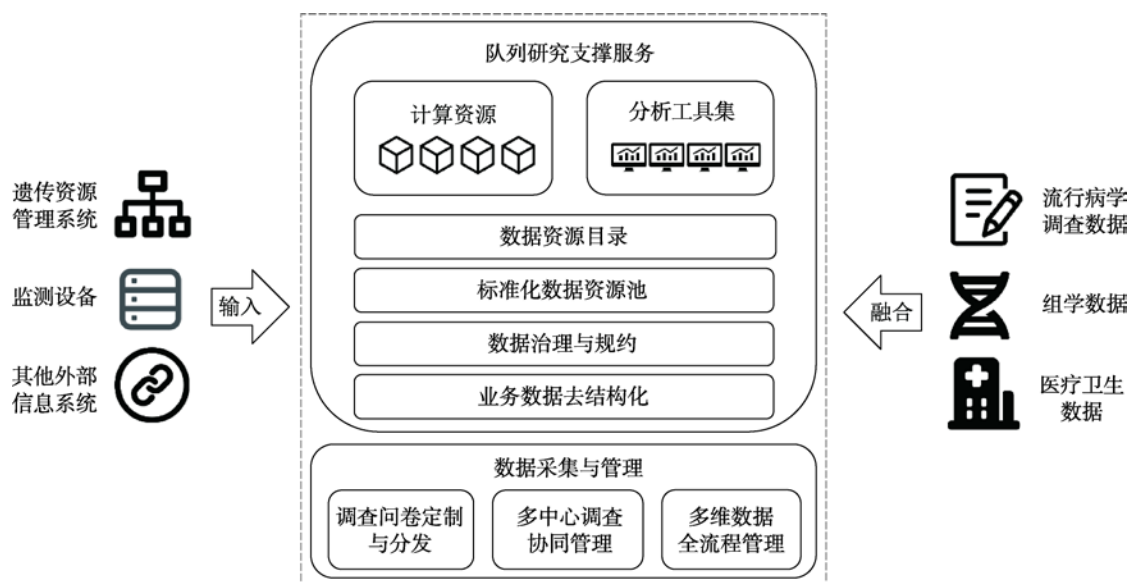 队列研究支撑服务
计算资源
分析工具集
数据资源目录
标准化数据资源池
数据治理与规约
业务数据去结构化
数据采集与管理
调查问卷定制
与分发
多中心调查
协同管理
多维数据
全流程管理
遗传资源
管理系统
监测设备
其他外部
信息系统
输入
融合
流行病学
调查数据
组学数据
医疗卫生
数据